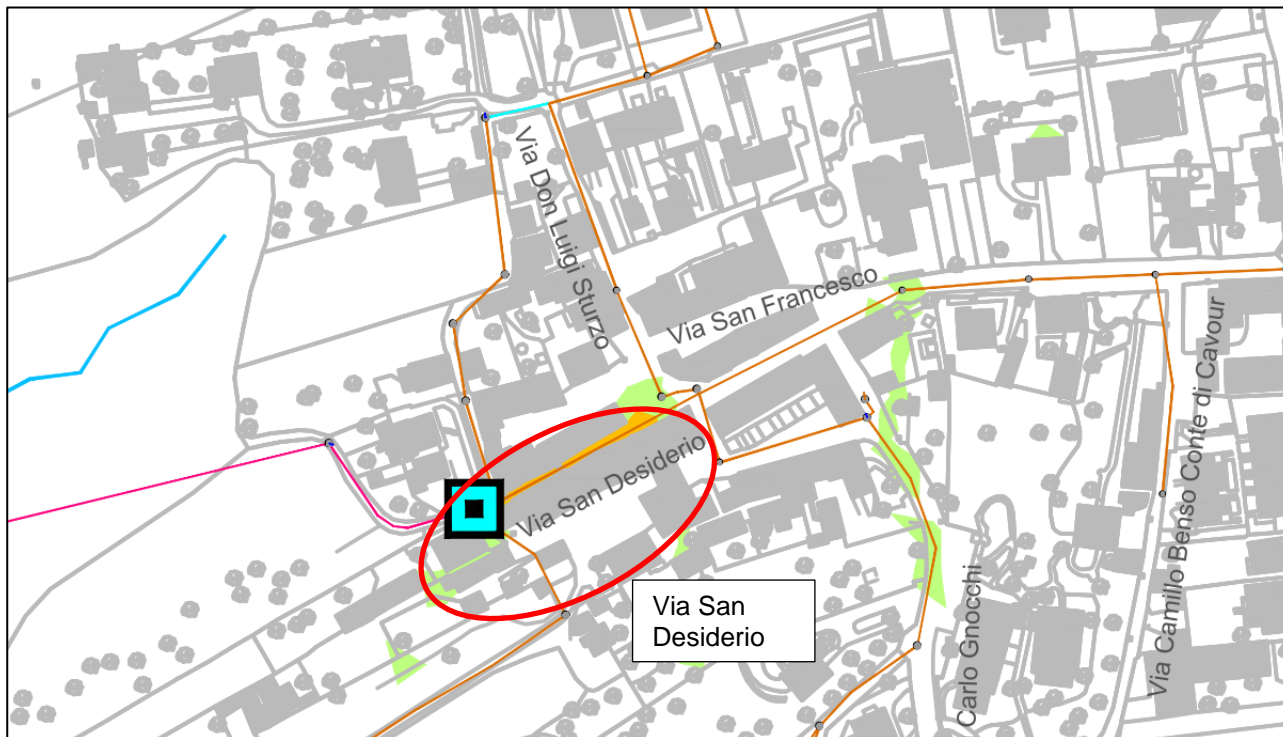 Via Don Luigi Sturzo
Via San Francesco
Via San Desiderio
Via San
Desiderio
Carlo Gnocchi
Via Camillo Benso Conte di Cavour